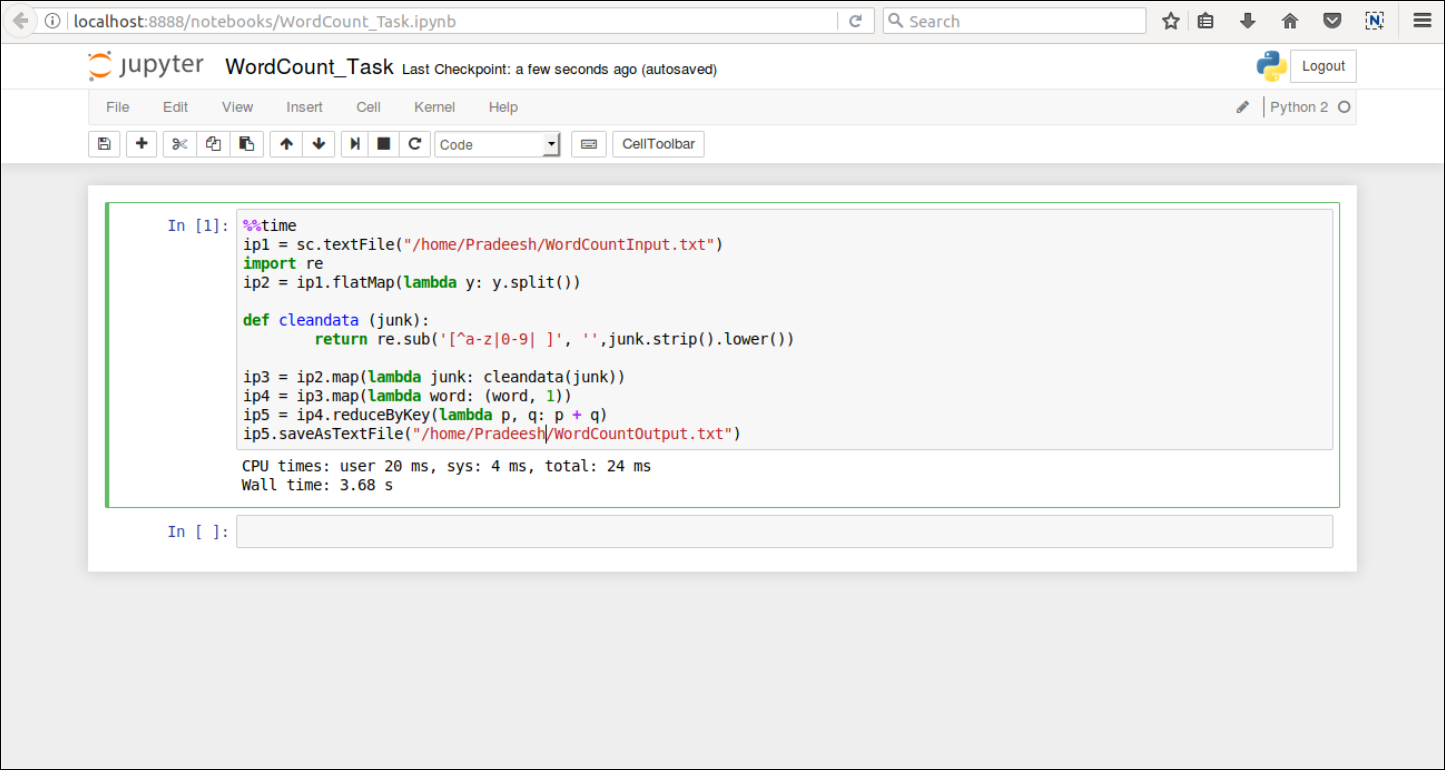 localhost:8888/notebooks/WordCount_Task.ipynb
Search
jupyter WordCount_Task Last Checkpoint: a few seconds ago (autosaved)
Logout
File Edit View Insert Cell Kernel Help
Python 2
Code
CellToolbar
In [1]: %%time
ip1 = sc.textFile("/home/Pradeesh/WordCountInput.txt")
import re
ip2 = ip1.flatMap(lambda y: y.split())
def cleandata (junk):
return re.sub('[^a-z|0-9| ]', '',junk.strip().lower())
ip3 = ip2.map(lambda junk: cleandata(junk))
ip4 = ip3.map(lambda word: (word, 1))
ip5 = ip4.reduceByKey(lambda p, q: p + q)
ip5.saveAsTextFile("/home/Pradeesh/WordCountOutput.txt")
CPU times: user 20 ms, sys: 4 ms, total: 24 ms
Wall time: 3.68 s
In [ ]: